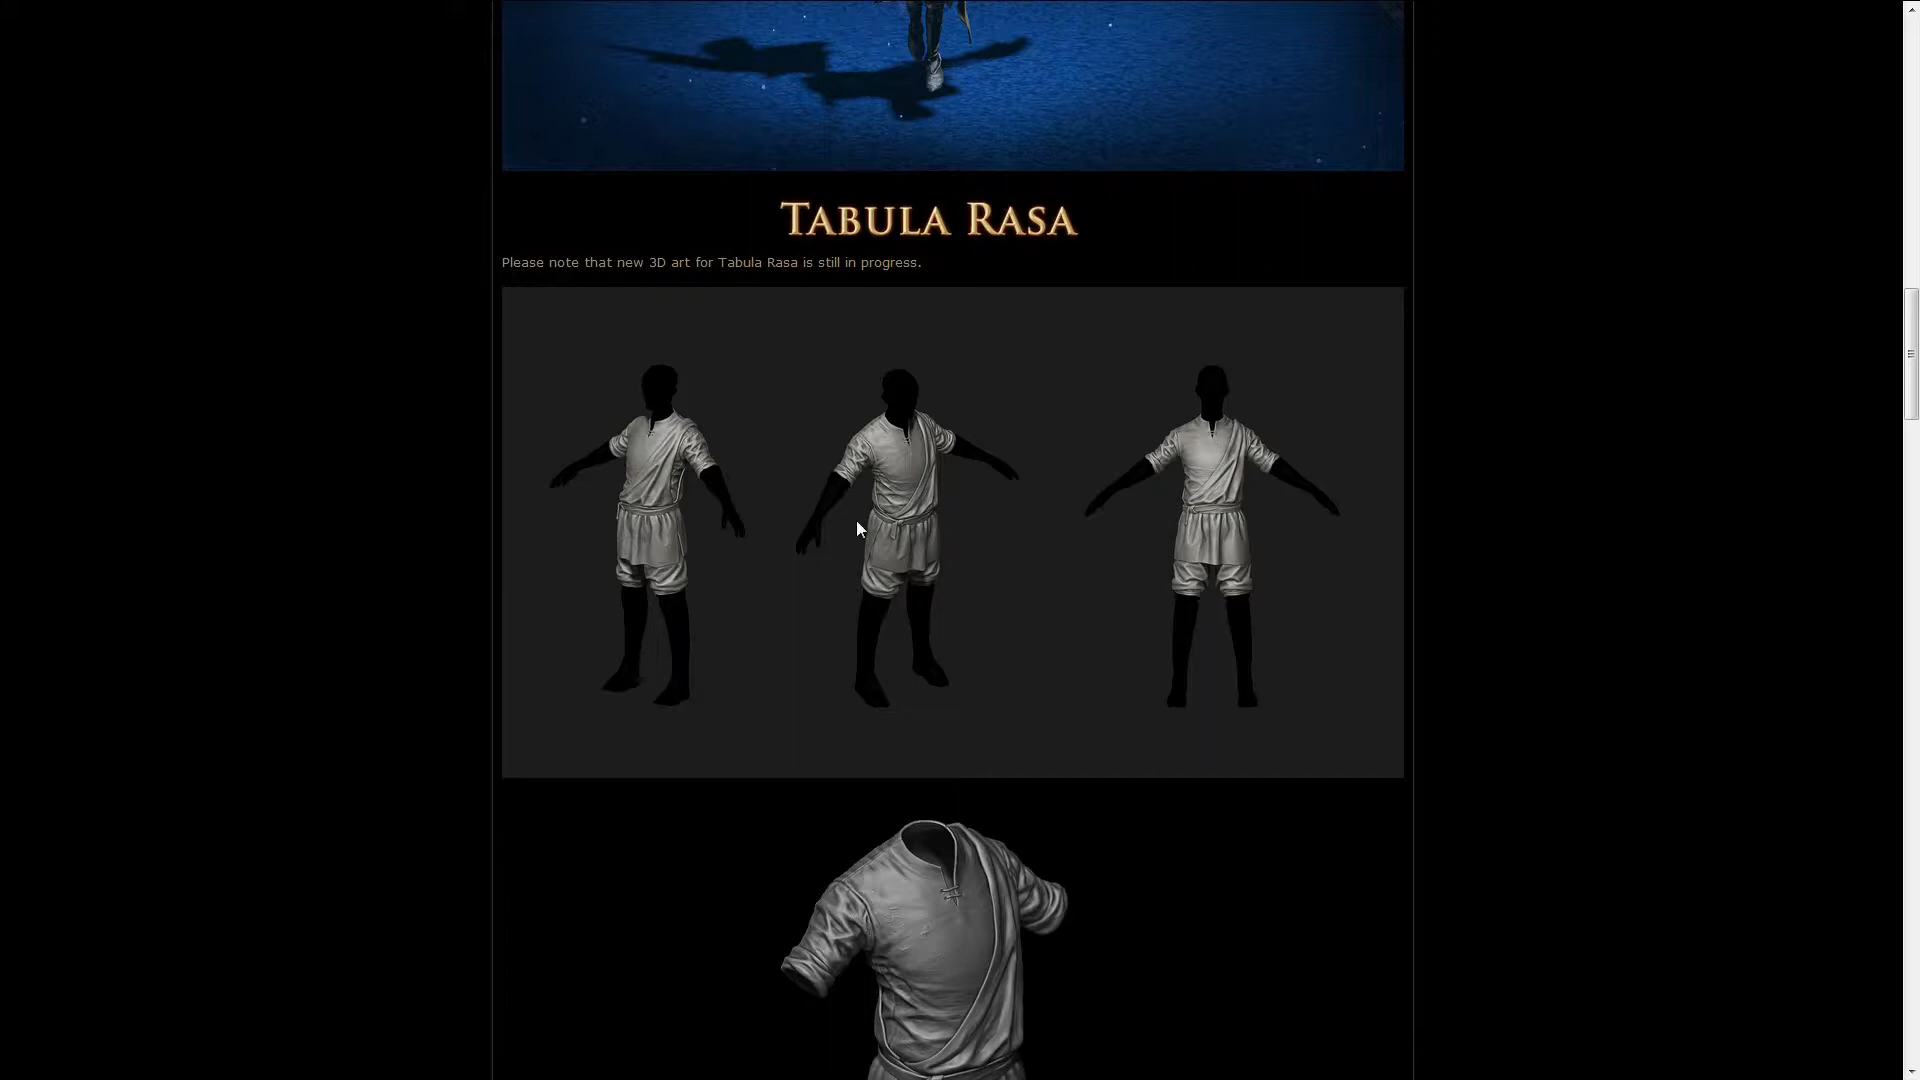 Tabula Rasa
Please note that new 3D art for Tabula Rasa is still in progress.